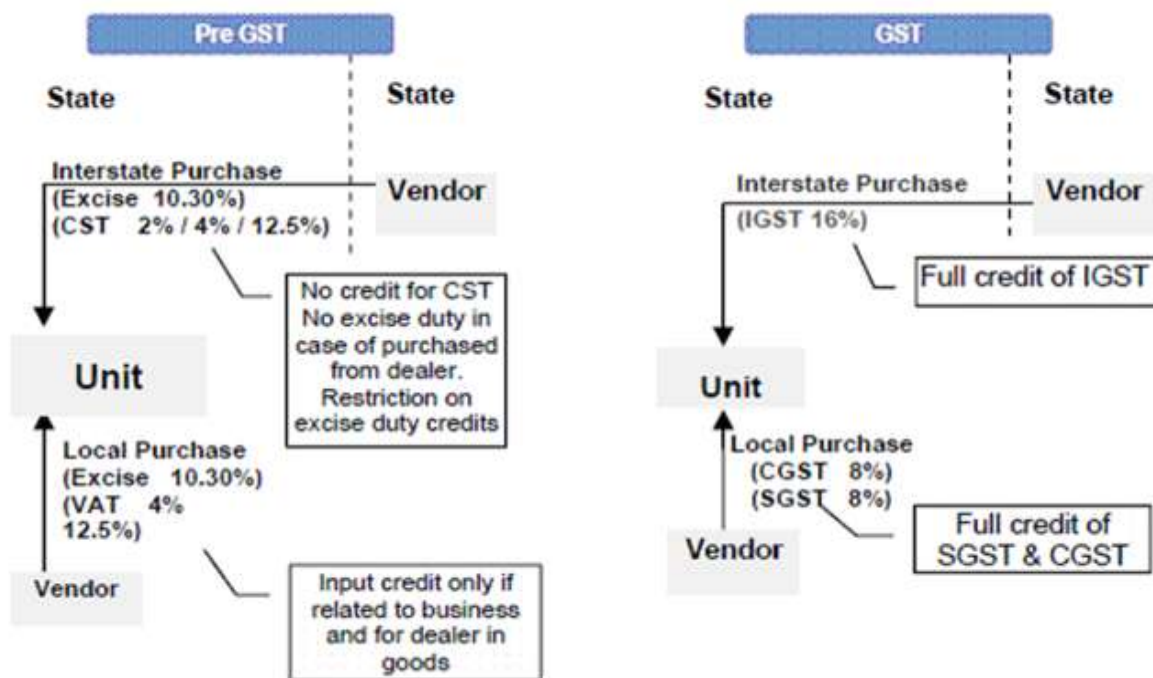 Pre GST
State
State
Interstate Purchase
(Excise 10.30%)
(CST 2% / 4% / 12.5%)
Vendor
No credit for CST
No excise duty in
case of purchased
from dealer.
Restriction on
excise duty credits
Unit
Local Purchase
(Excise 10.30%)
(VAT 4%
12.5%)
Vendor
Input credit only if
related to business
and for dealer in
goods
GST
State
State
Interstate Purchase
(IGST 16%)
Vendor
Full credit of IGST
Unit
Local Purchase
(CGST 8%)
(SGST 8%)
Vendor
Full credit of
SGST & CGST